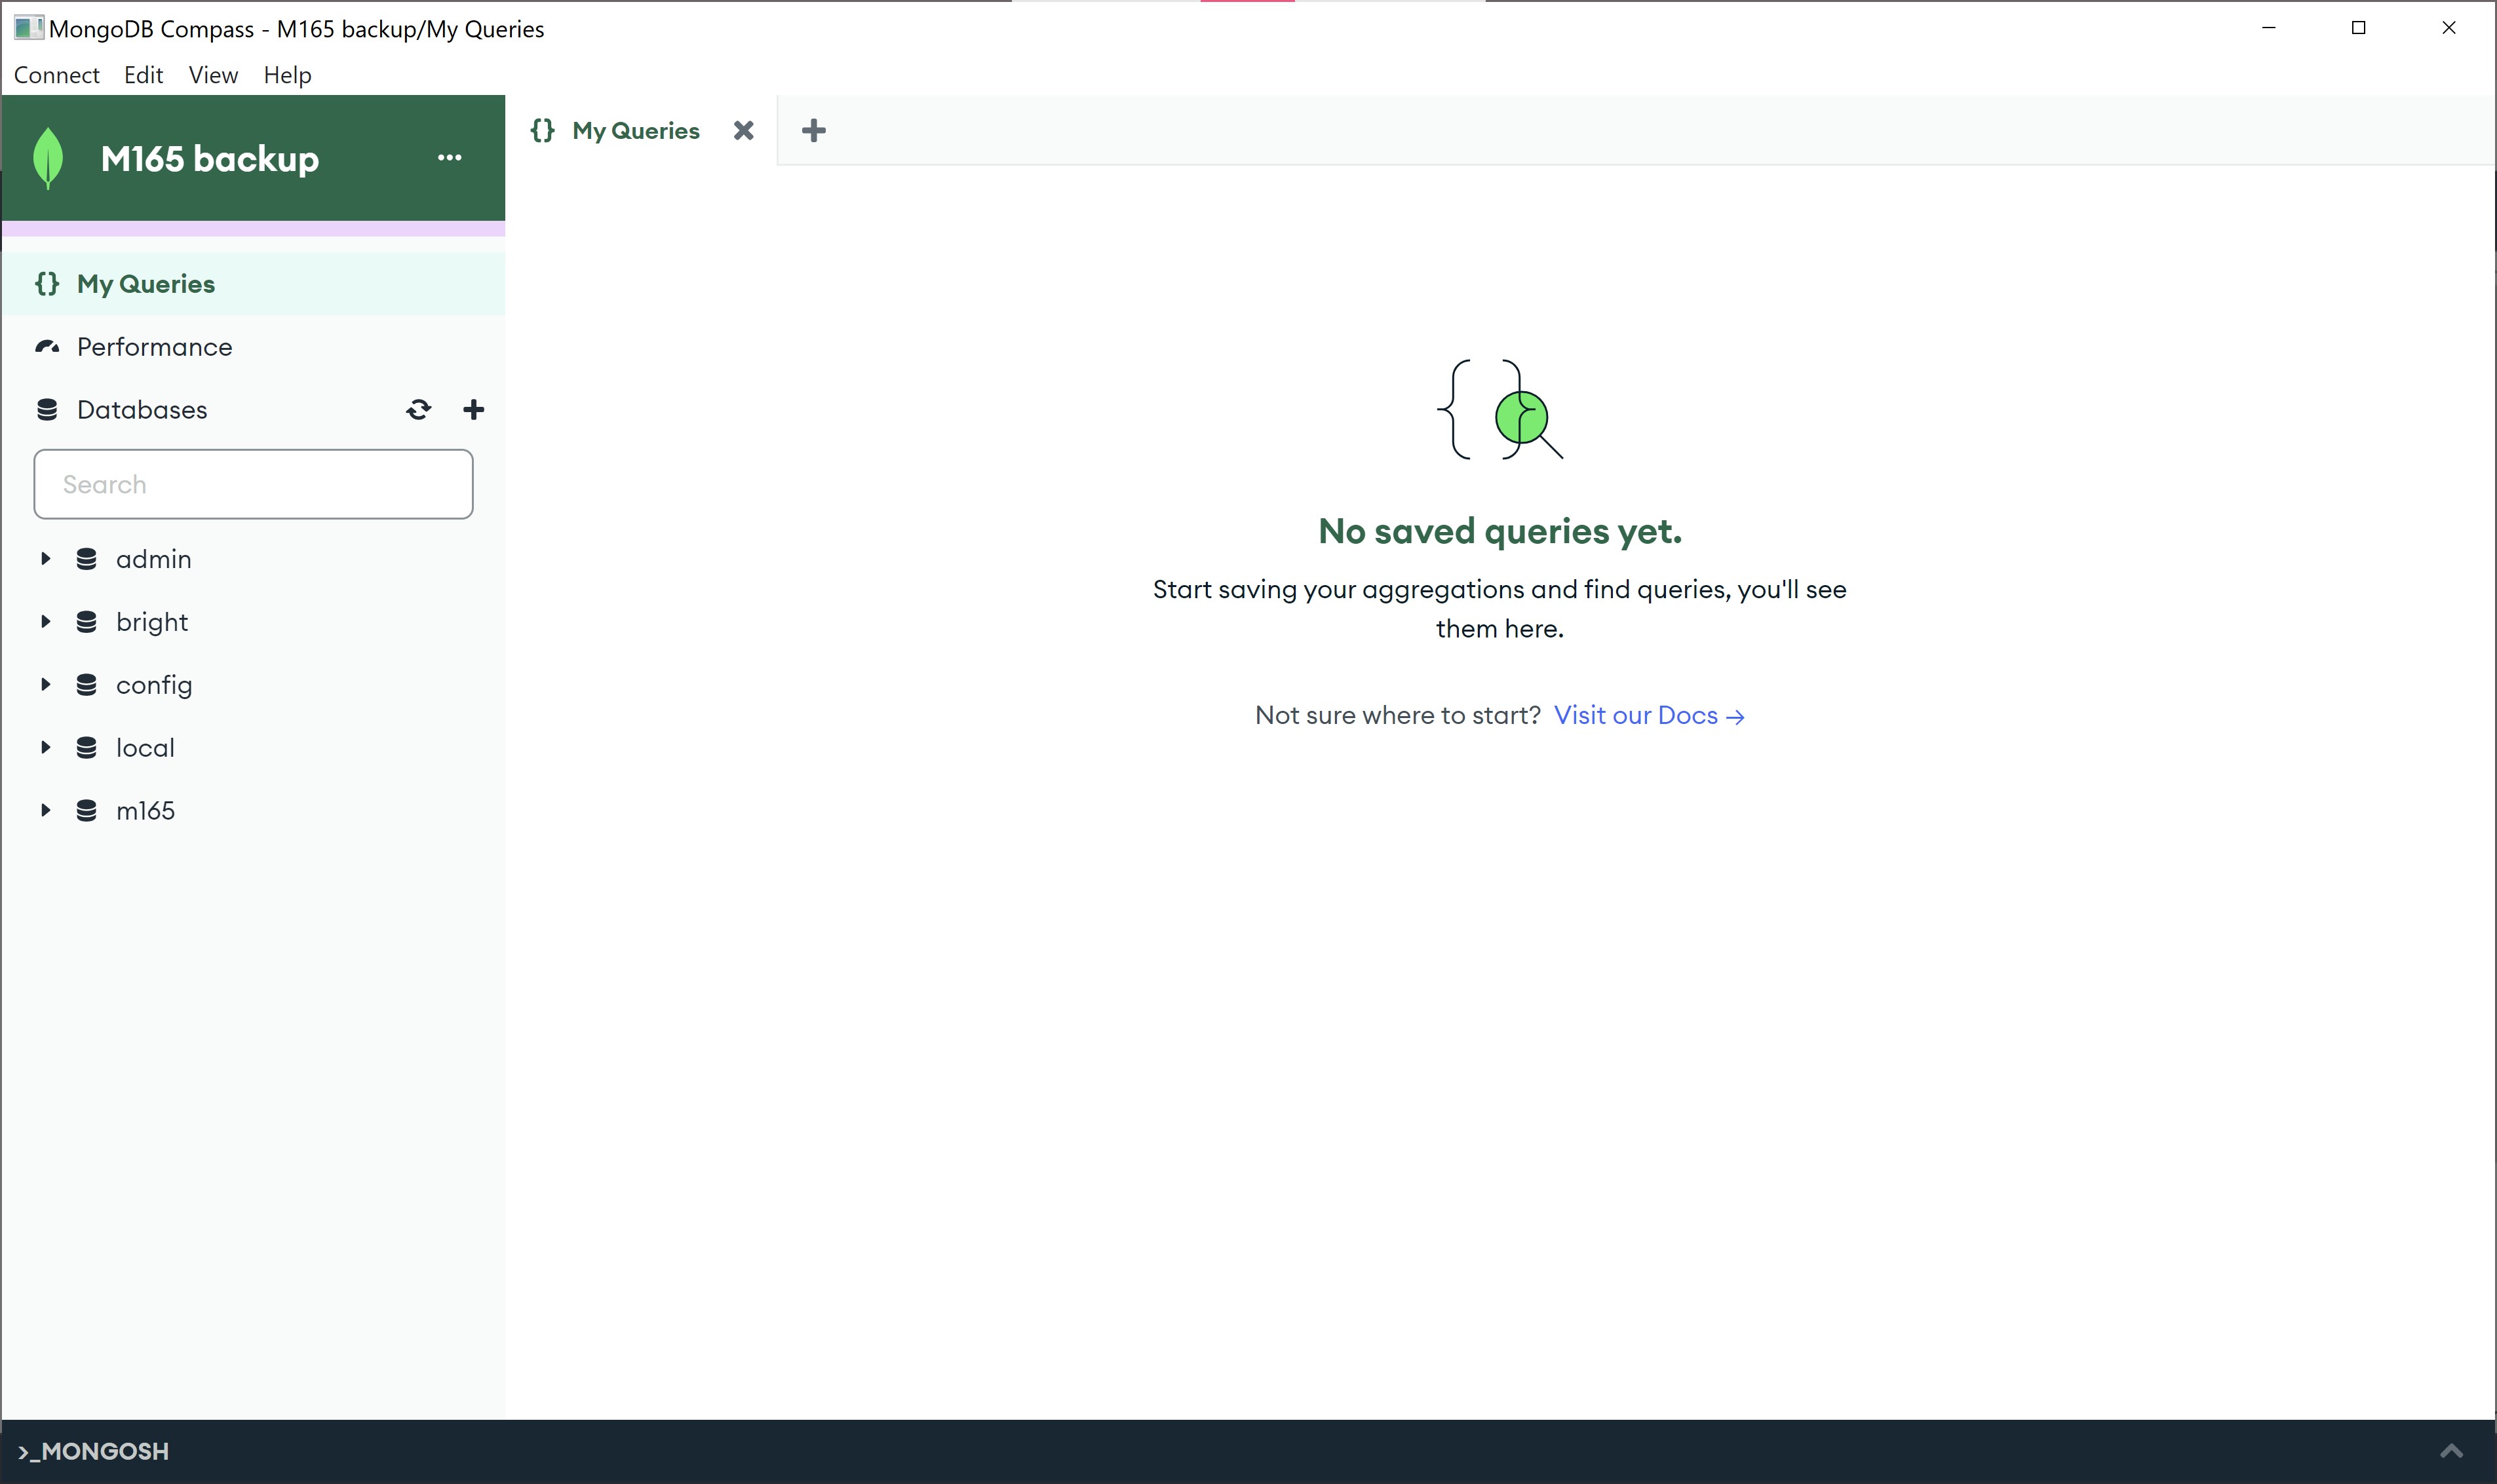 MongoDB Compass - M165 backup/My Queries
Connect Edit View Help
M165 backup
{} My Queries
{} My Queries
Performance
Databases
Search
admin
bright
config
local
m165
No saved queries yet.
Start saving your aggregations and find queries, you'll see
them here.
Not sure where to start? Visit our Docs →
>_MONGOSH